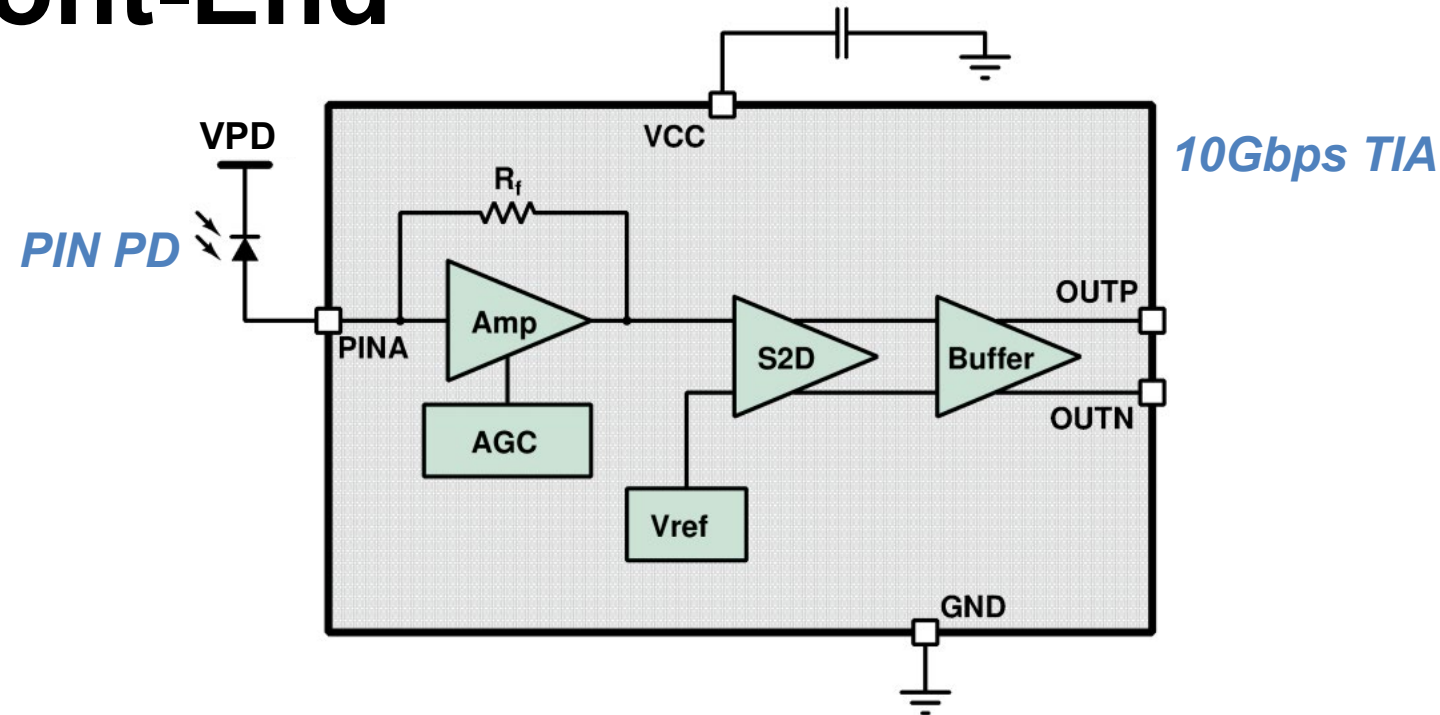 ont-End
VPD
VCC
10Gbps TIA
Rf
PIN PD
OUTP
Amp
PINA
S2D
Buffer
OUTN
AGC
Vref
GND